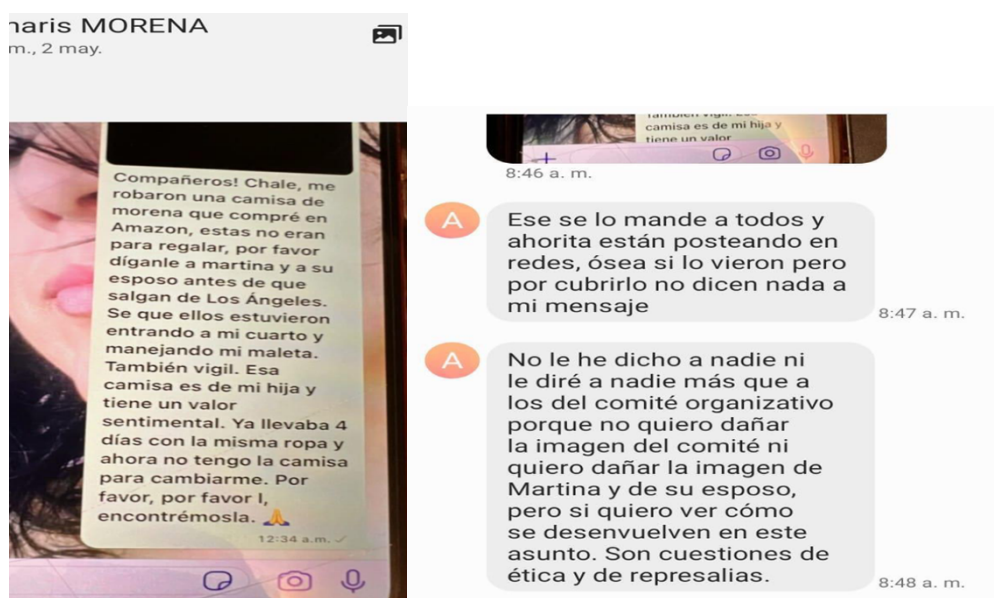 naris MORENA
m., 2 may.
Compañeros! Chale, me
robaron una camisa de
morena que compré en
Amazon, estas no eran
para regalar, por favor
díganle a martina y a su
esposo antes de que
salgan de Los Ángeles.
Se que ellos estuvieron
entrando a mi cuarto y
manejando mi maleta.
También vigil. Esa
camisa es de mi hija y
tiene un valor
sentimental. Ya llevaba 4
días con la misma ropa y
ahora no tengo la camisa
para cambiarme. Por
favor, por favor I,
encontrémosla. 🙏
12:34 a.m. ✓
También vigil. Esa
camisa es de mi hija y
tiene un valor
8:46 a. m.
A
Ese se lo mande a todos y
ahorita están posteando en
redes, ósea si lo vieron pero
por cubrirlo no dicen nada a
mi mensaje
8:47 a. m.
A
No le he dicho a nadie ni
le diré a nadie más que a
los del comité organizativo
porque no quiero dañar
la imagen del comité ni
quiero dañar la imagen de
Martina y de su esposo,
pero si quiero ver cómo
se desenvuelven en este
asunto. Son cuestiones de
ética y de represalias.
8:48 a. m.